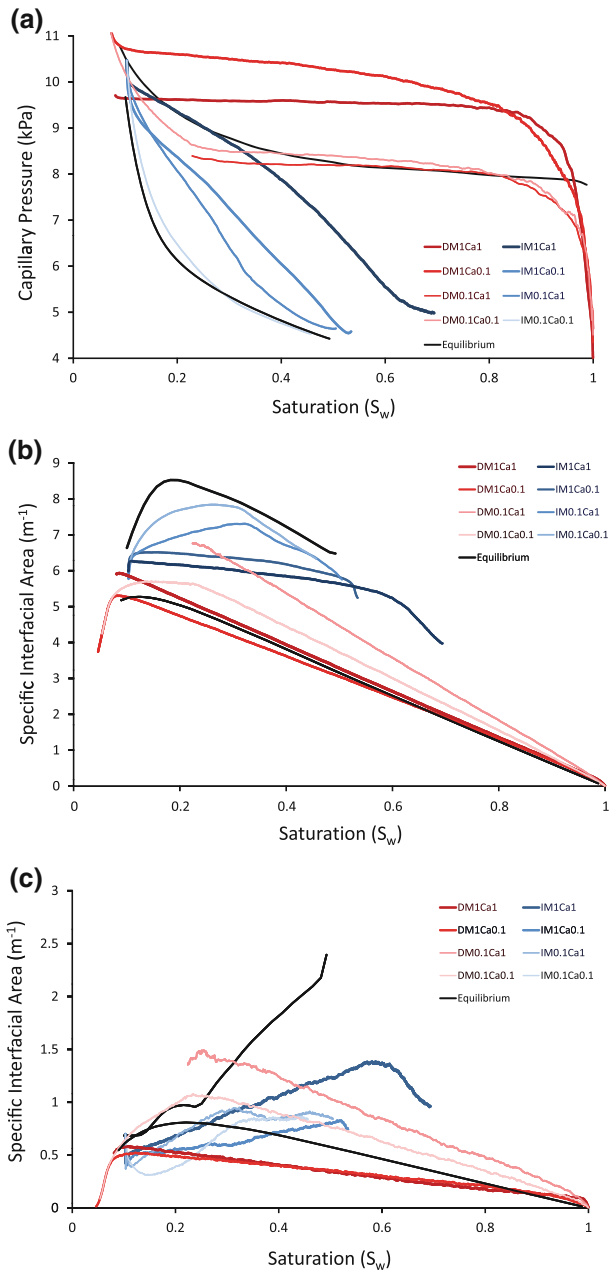 (a)
11
10
9
8
7
6
5
4
Capillary Pressure (kPa)
DM1Ca1 IM1Ca1
DM1Ca0.1 IM1Ca0.1
DM0.1Ca1 IM0.1Ca1
DM0.1Ca0.1 IM0.1Ca0.1
Equilibrium
0 0.2 0.4 0.6 0.8 1
Saturation (Sw)
(b)
9
8
7
6
5
4
3
2
1
0
Specific Interfacial Area (m-1)
DM1Ca1 IM1Ca1
DM1Ca0.1 IM1Ca0.1
DM0.1Ca1 IM0.1Ca1
DM0.1Ca0.1 IM0.1Ca0.1
Equilibrium
0 0.2 0.4 0.6 0.8 1
Saturation (Sw)
(c)
3
2.5
2
1.5
1
0.5
0
Specific Interfacial Area (m-1)
DM1Ca1 IM1Ca1
DM1Ca0.1 IM1Ca0.1
DM0.1Ca1 IM0.1Ca1
DM0.1Ca0.1 IM0.1Ca0.1
Equilibrium
0 0.2 0.4 0.6 0.8 1
Saturation (Sw)